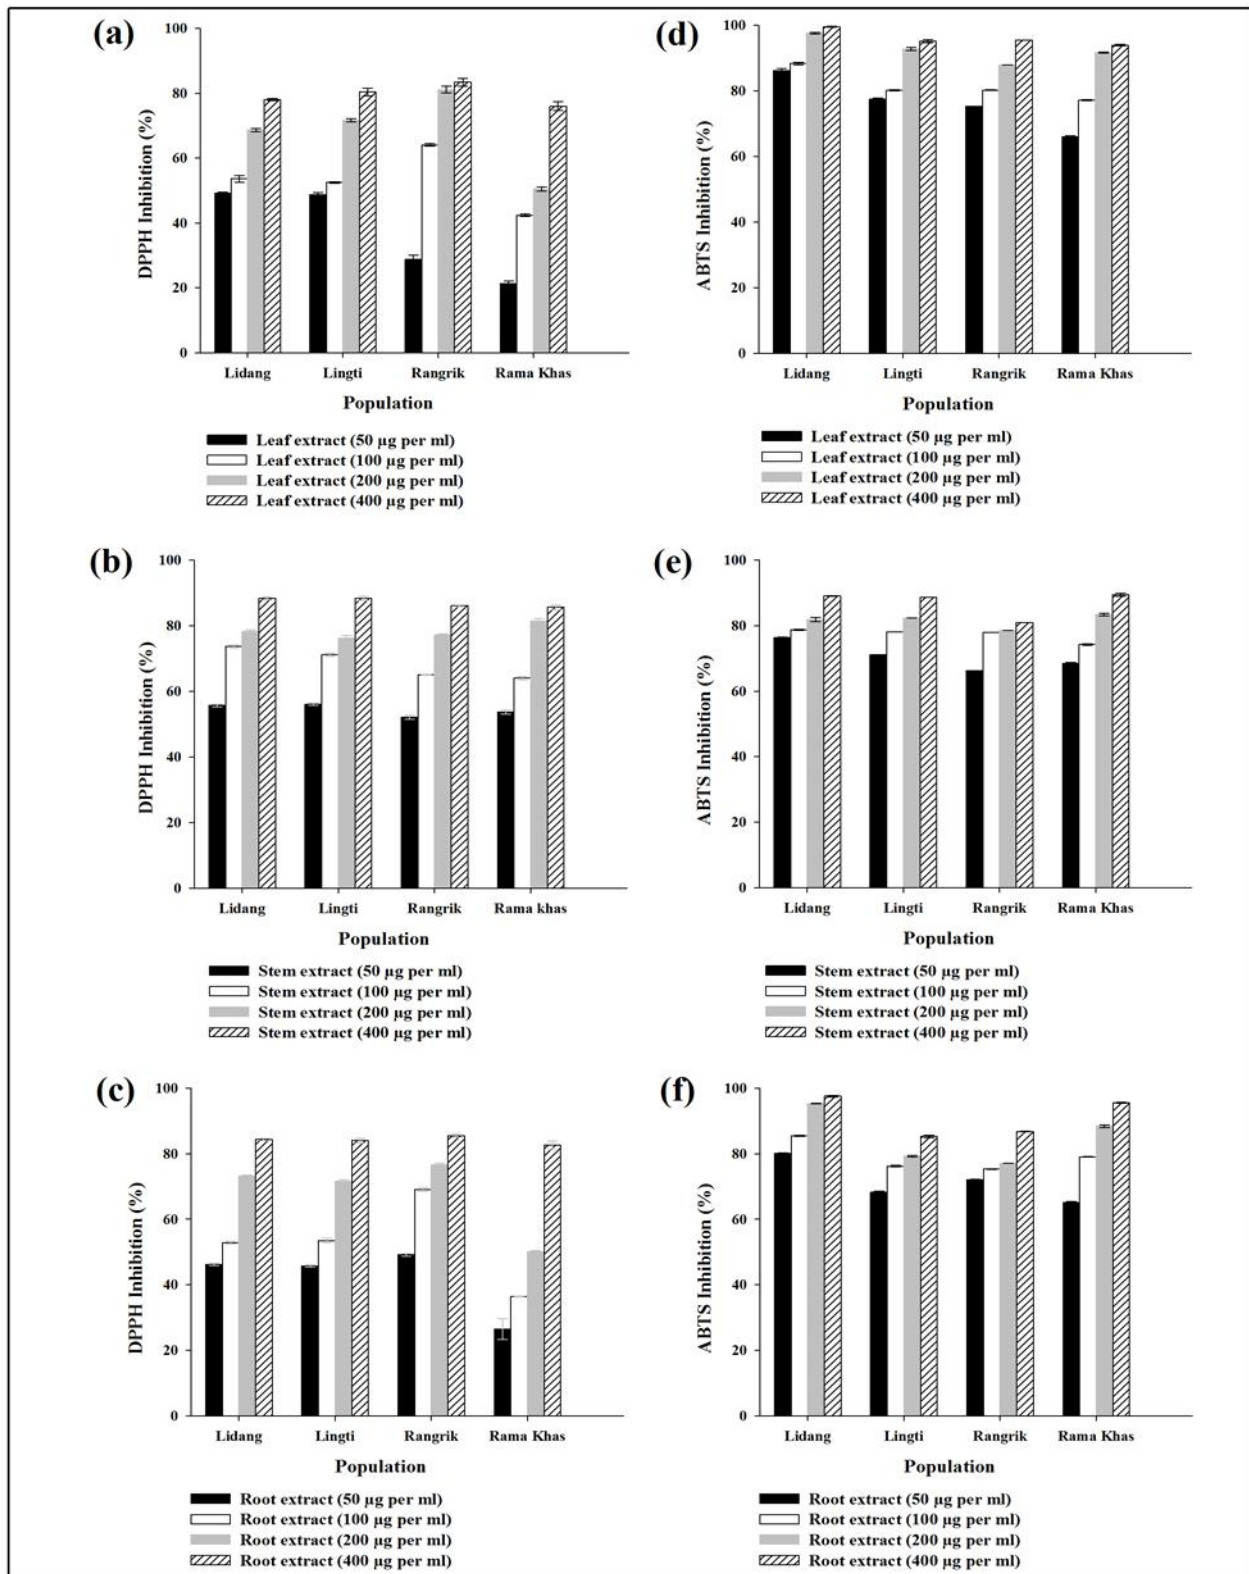 (a)
100
80
60
40
20
0
DPPH Inhibition (%)
Lidang Lingti Rangrik Rama Khas
Population
Leaf extract (50 µg per ml)
Leaf extract (100 µg per ml)
Leaf extract (200 µg per ml)
Leaf extract (400 µg per ml)
(d)
100
80
60
40
20
0
ABTS Inhibition (%)
Lidang Lingti Rangrik Rama Khas
Population
Leaf extract (50 µg per ml)
Leaf extract (100 µg per ml)
Leaf extract (200 µg per ml)
Leaf extract (400 µg per ml)
(b)
100
80
60
40
20
0
DPPH Inhibition (%)
Lidang Lingti Rangrik Rama khas
Population
Stem extract (50 µg per ml)
Stem extract (100 µg per ml)
Stem extract (200 µg per ml)
Stem extract (400 µg per ml)
(e)
100
80
60
40
20
0
ABTS Inhibition (%)
Lidang Lingti Rangrik Rama Khas
Population
Stem extract (50 µg per ml)
Stem extract (100 µg per ml)
Stem extract (200 µg per ml)
Stem extract (400 µg per ml)
(c)
100
80
60
40
20
0
DPPH Inhibition (%)
Lidang Lingti Rangrik Rama Khas
Population
Root extract (50 µg per ml)
Root extract (100 µg per ml)
Root extract (200 µg per ml)
Root extract (400 µg per ml)
(f)
100
80
60
40
20
0
ABTS Inhibition (%)
Lidang Lingti Rangrik Rama Khas
Population
Root extract (50 µg per ml)
Root extract (100 µg per ml)
Root extract (200 µg per ml)
Root extract (400 µg per ml)